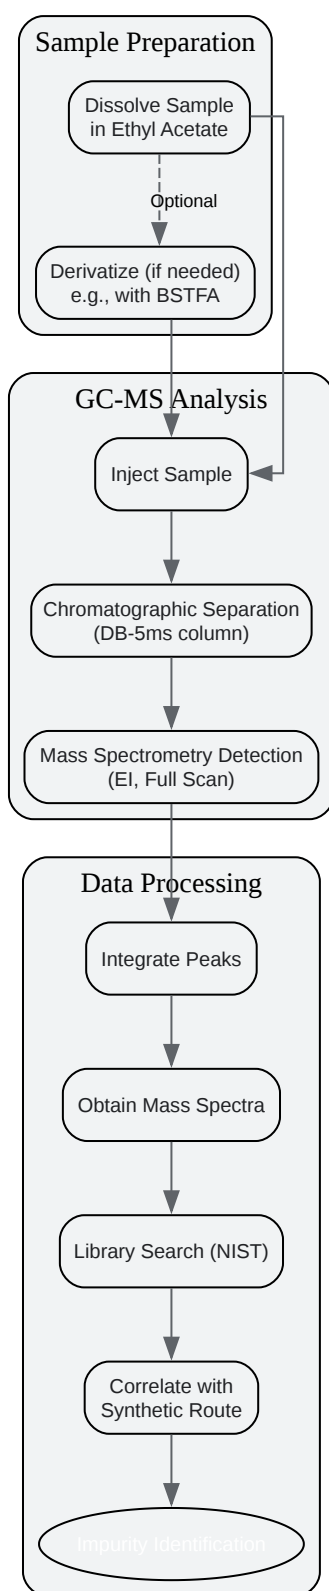 Sample Preparation
Dissolve Sample
in Ethyl Acetate
Optional
Derivatize (if needed)
e.g., with BSTFA
GC-MS Analysis
Inject Sample
Chromatographic Separation
(DB-5ms column)
Mass Spectrometry Detection
(EI, Full Scan)
Data Processing
Integrate Peaks
Obtain Mass Spectra
Library Search (NIST)
Correlate with
Synthetic Route
Impurity Identification